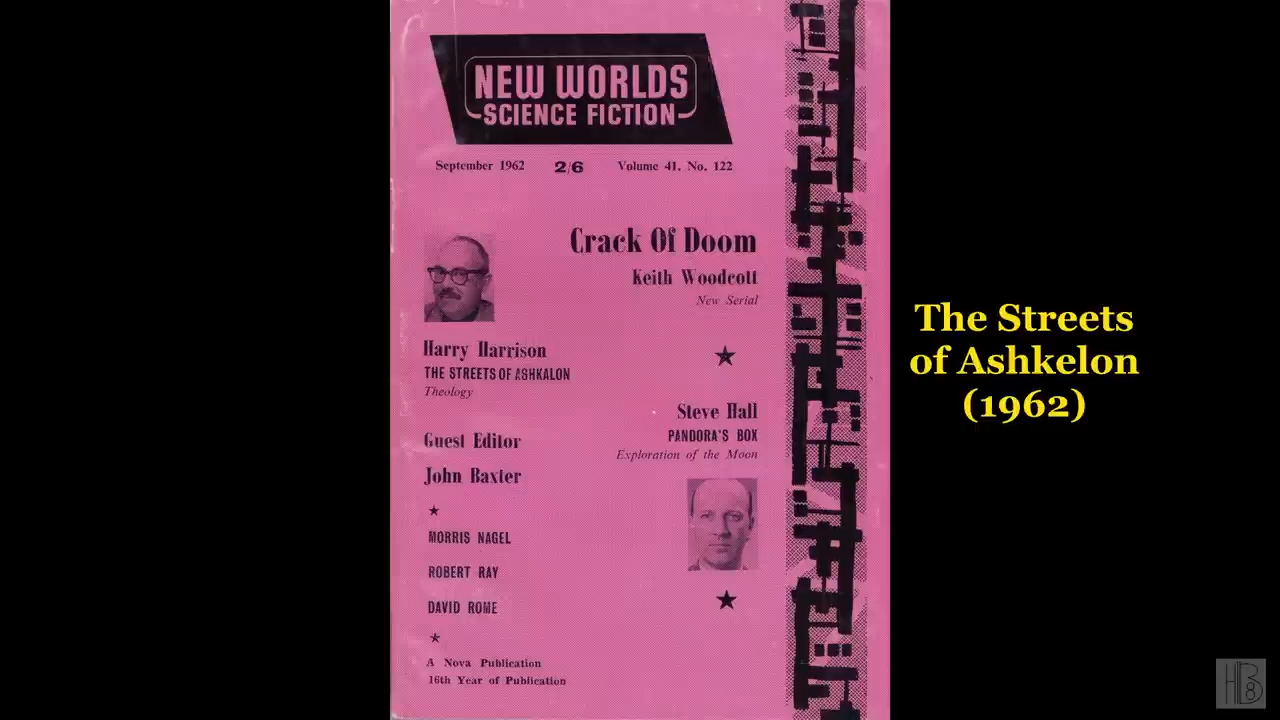 NEW WORLDS
SCIENCE FICTION
September 1962 2/6 Volume 41. No. 122
Crack Of Doom
Keith Woodcott
New Serial
Harry Harrison
THE STREETS OF ASHKALON
Theology
Steve Hall
PANDORA'S BOX
Exploration of the Moon
Guest Editor
John Baxter
MORRIS NAGEL
ROBERT RAY
DAVID ROME
A Nova Publication
16th Year of Publication
The Streets
of Ashkelon
(1962)
HB8